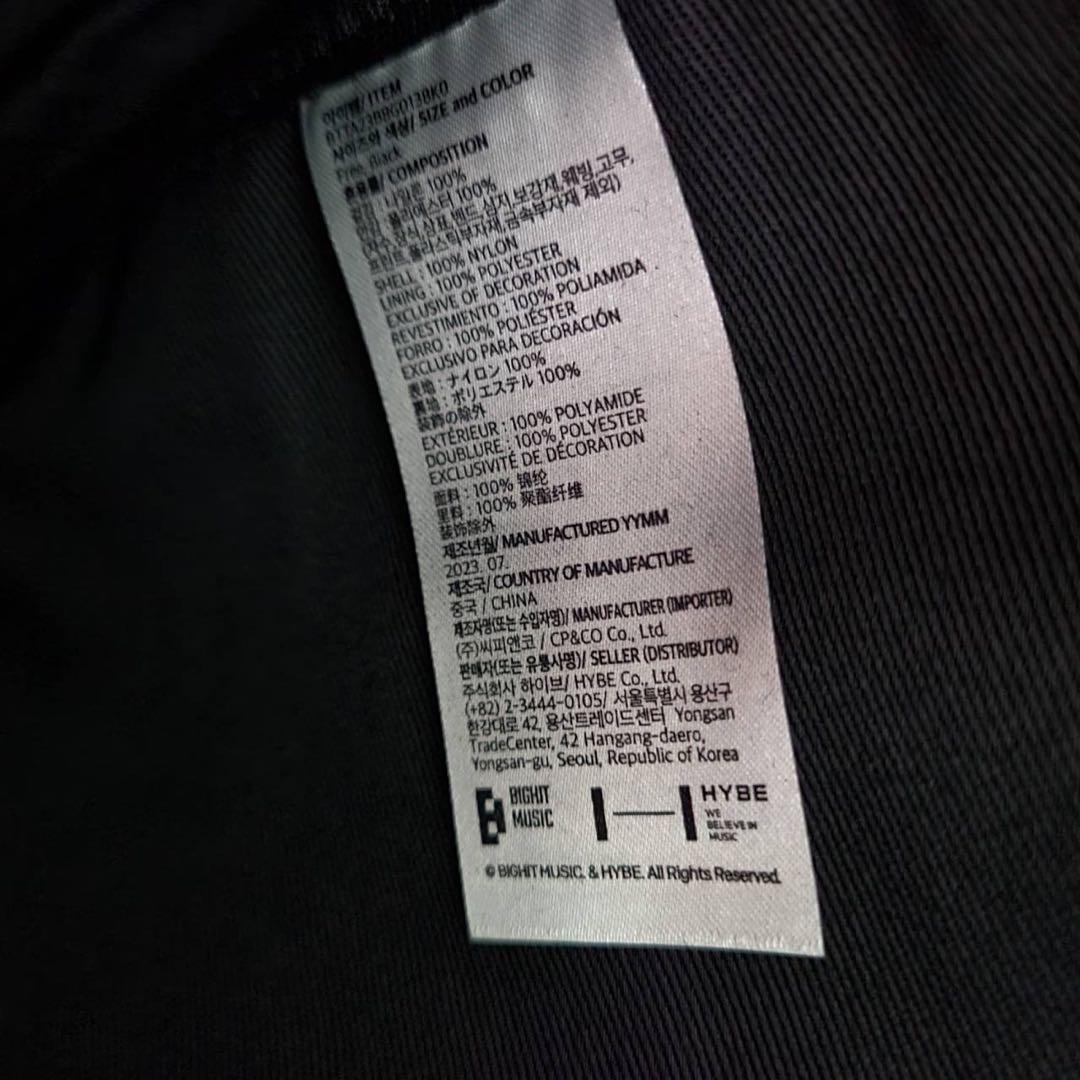 아이템/ ITEM
사이즈와 색상/ SIZE and COLOR
Free, Black
혼용률/ COMPOSITION
겉감 : 나일론 100%
안감 : 폴리에스터 100%
SHELL : 100% NYLON
LINING : 100% POLYESTER
EXCLUSIVE OF DECORATION
REVESTIMIENTO : 100% POLIAMIDA
FORRO : 100% POLIÉSTER
EXCLUSIVO PARA DECORACIÓN
表地 : ナイロン 100%
裏地 : ポリエステル 100%
装飾の除外
EXTÉRIEUR : 100% POLYAMIDE
DOUBLURE : 100% POLYESTER
EXCLUSIVITÉ DE DÉCORATION
面料 : 100% 锦纶
里料 : 100% 聚酯纤维
装饰除外
제조년월/ MANUFACTURED YYMM
2023. 07.
제조국/ COUNTRY OF MANUFACTURE
중국 / CHINA
제조자명(또는 수입자명)/ MANUFACTURER (IMPORTER)
(주)씨피앤코 / CP&CO Co., Ltd.
판매자(또는 유통사명)/ SELLER (DISTRIBUTOR)
주식회사 하이브/ HYBE Co., Ltd.
(+82) 2-3444-0105/ 서울특별시 용산구
한강대로 42, 용산트레이드센터 Yongsan
TradeCenter, 42 Hangang-daero,
Yongsan-gu, Seoul, Republic of Korea
BIGHIT
MUSIC
HYBE
WE
BELIEVE IN
MUSIC
© BIGHIT MUSIC. & HYBE. All Rights Reserved.